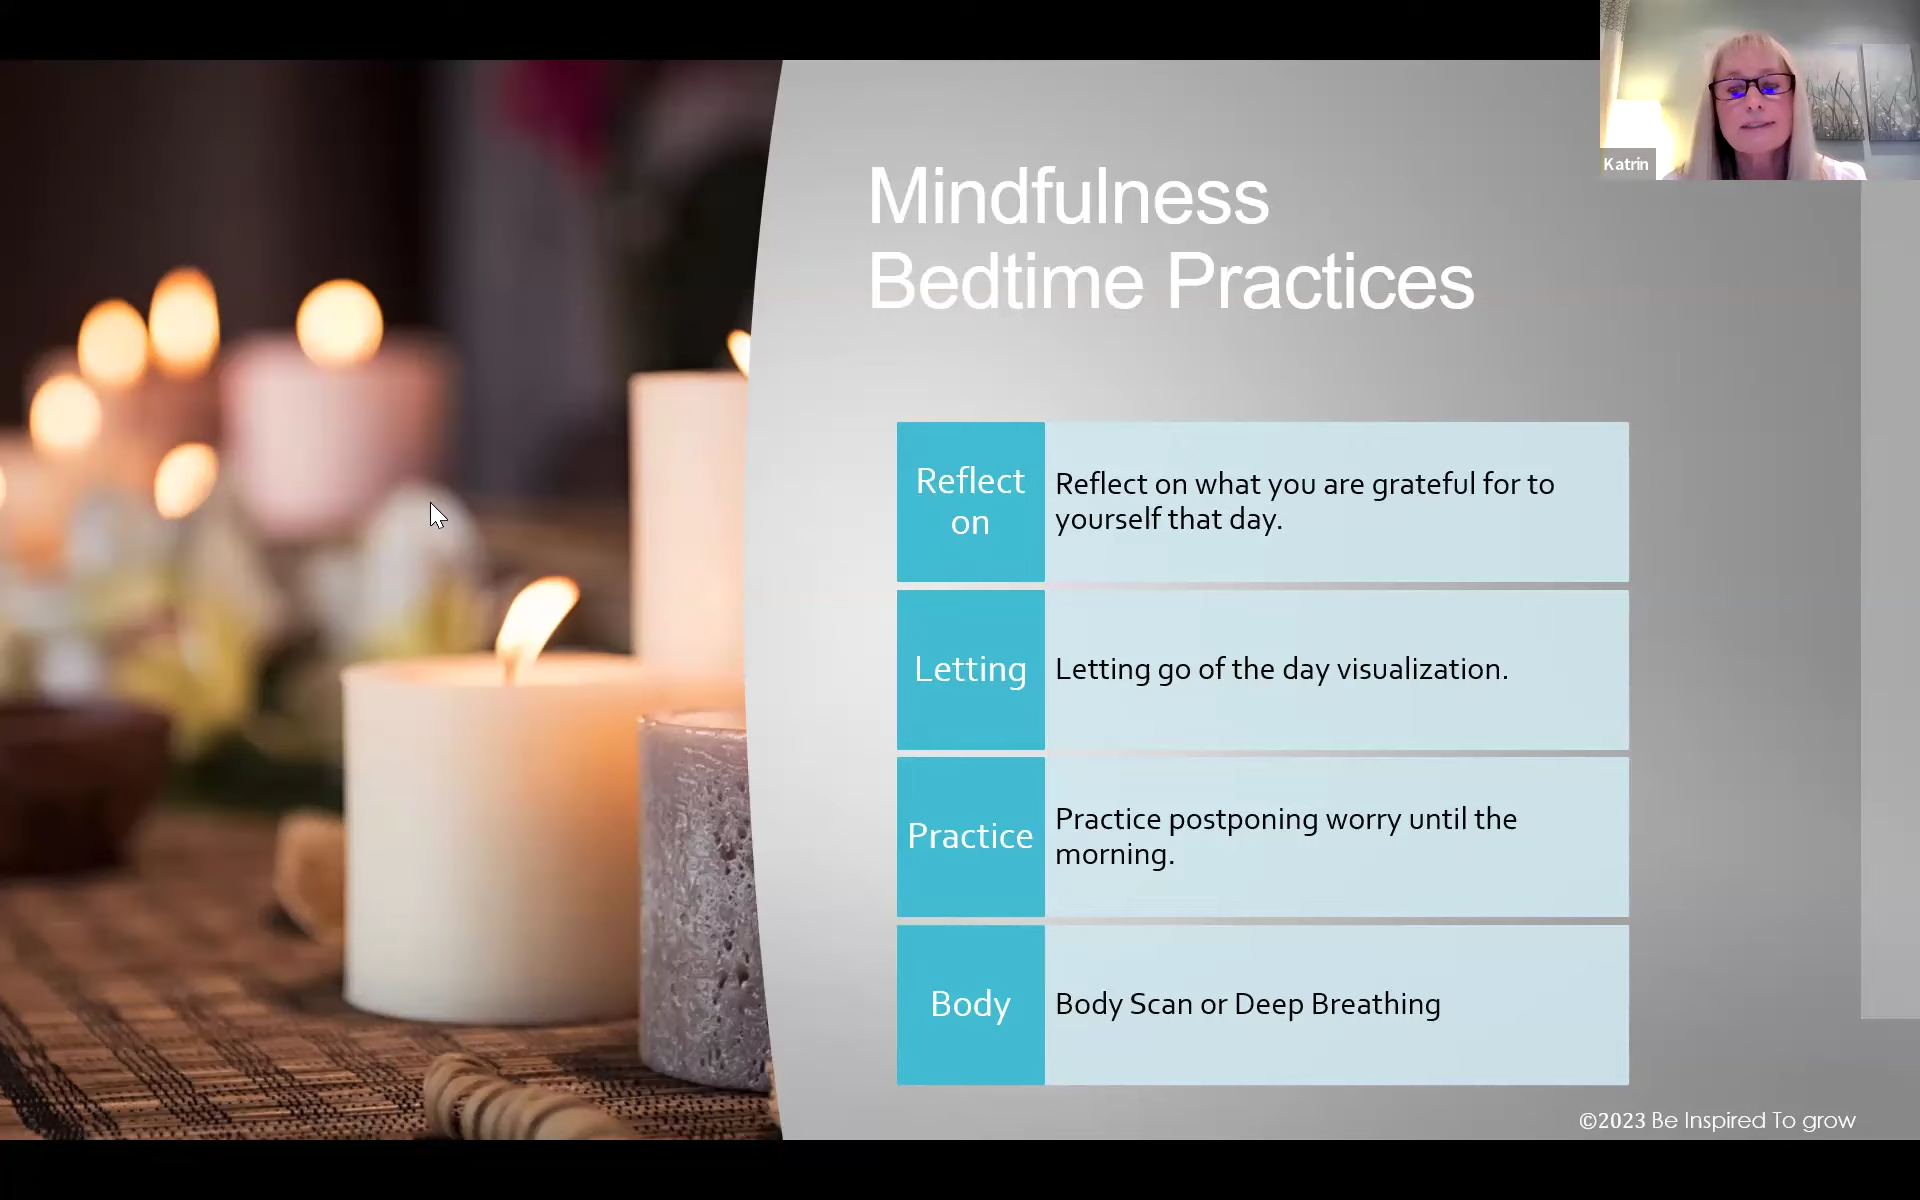 Katrin
Mindfulness
Bedtime Practices
Reflect
on
Reflect on what you are grateful for to
yourself that day.
Letting
Letting go of the day visualization.
Practice
Practice postponing worry until the
morning.
Body
Body Scan or Deep Breathing
©2023 Be Inspired To grow